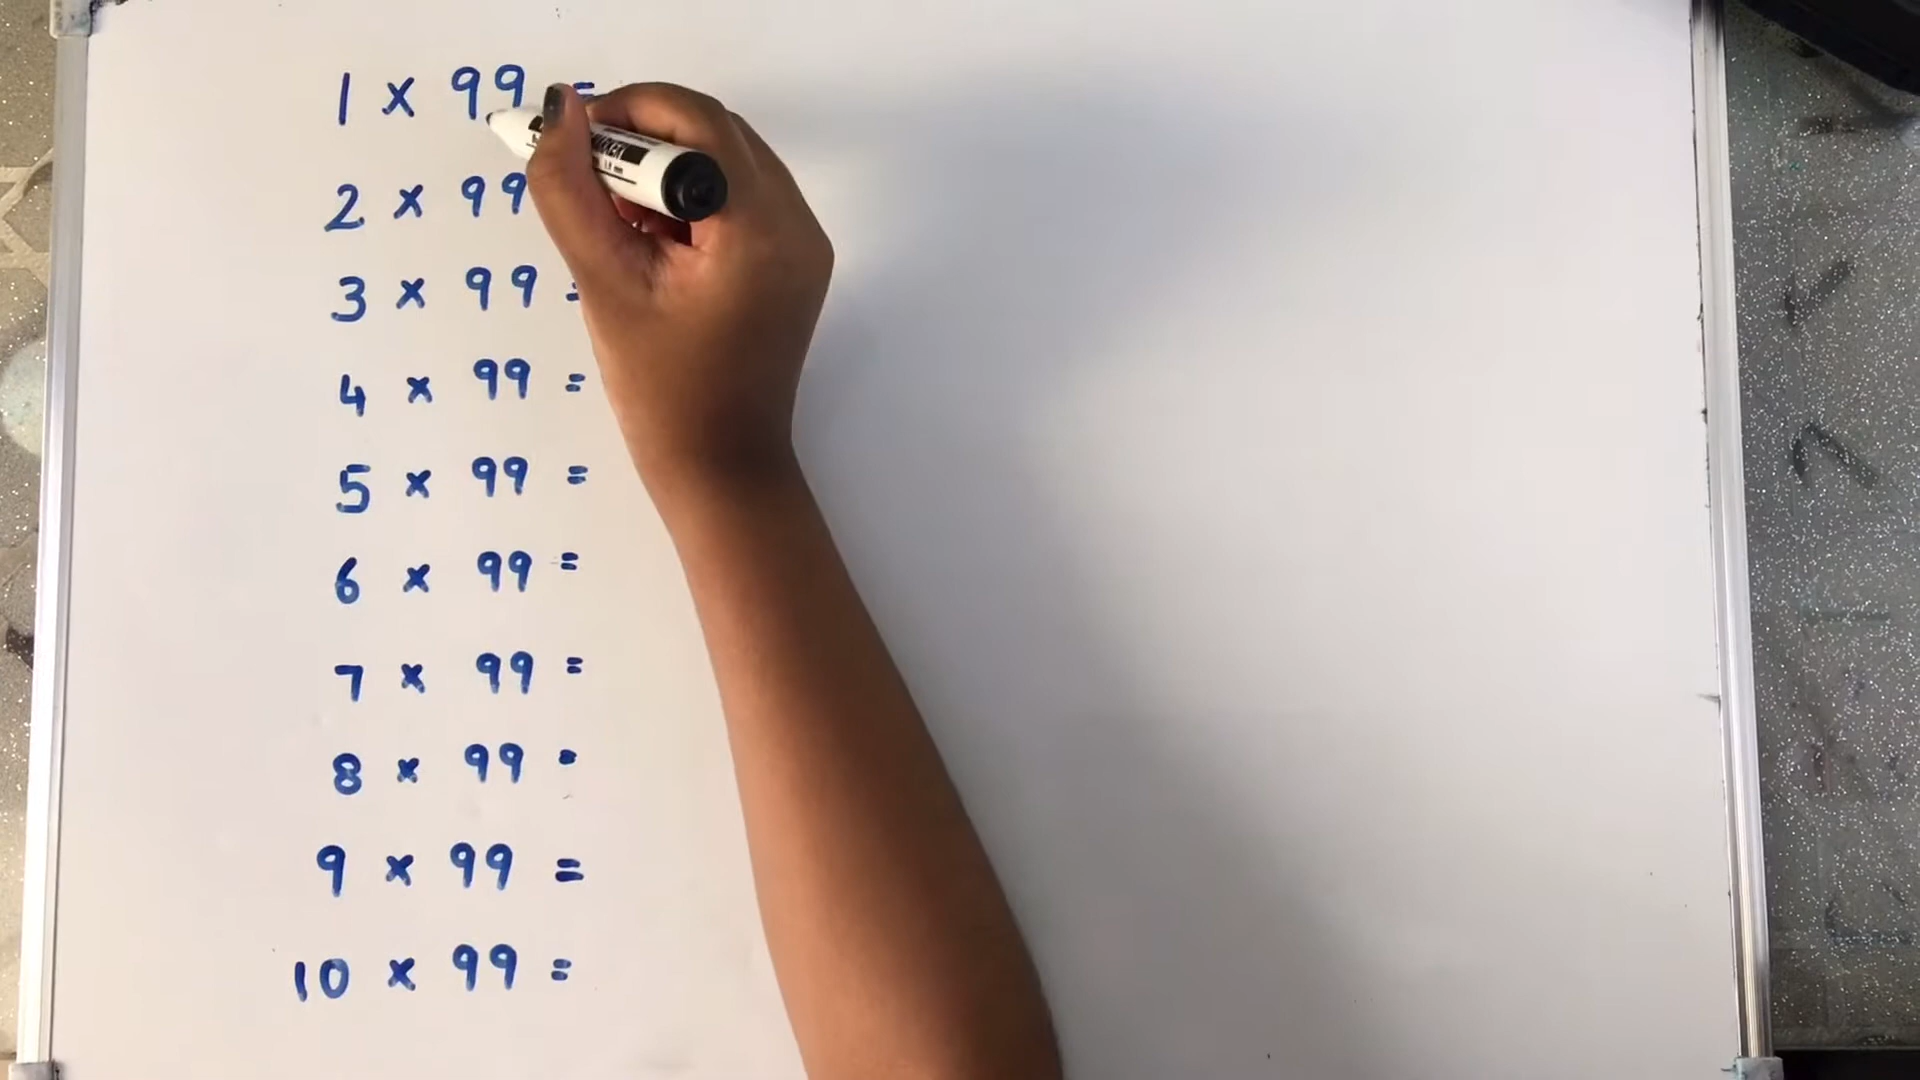 1 x 99 =
2 x 99
3 x 99 =
4 x 99 =
5 x 99 =
6 x 99 =
7 x 99 =
8 x 99 =
9 x 99 =
10 x 99 =